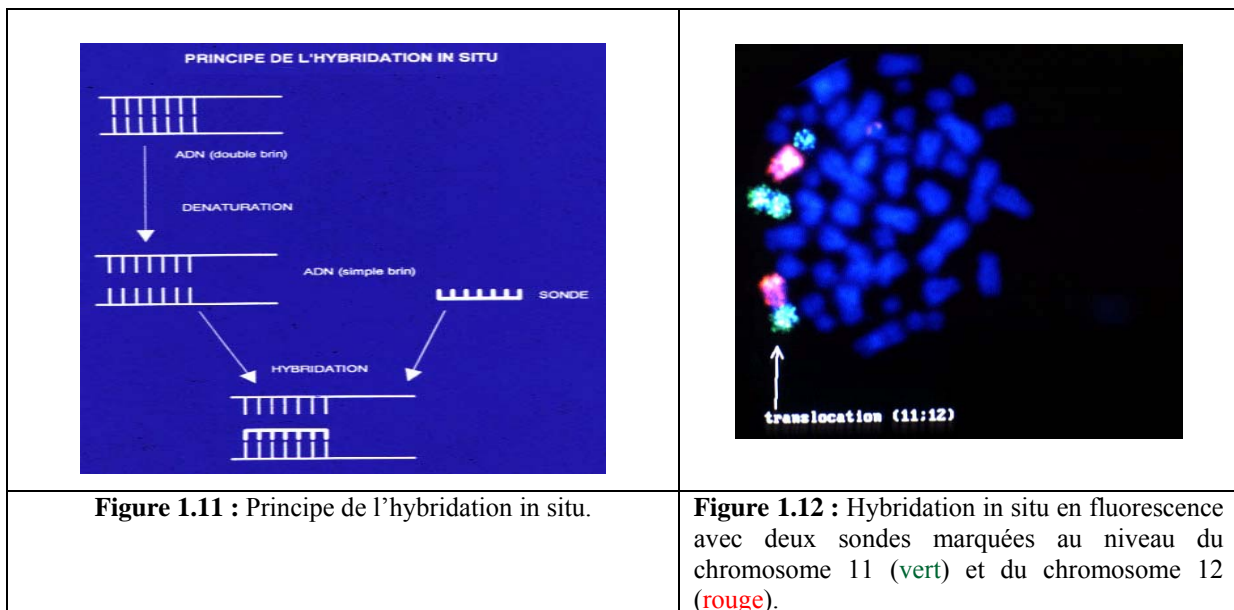 PRINCIPE DE L'HYBRIDATION IN SITU
ADN (double brin)
DENATURATION
ADN (simple brin)
SONDE
HYBRIDATION
translocation (11;12)
Figure 1.11 : Principe de l’hybridation in situ.
Figure 1.12 : Hybridation in situ en fluorescence
avec deux sondes marquées au niveau du
chromosome 11 (vert) et du chromosome 12
(rouge).